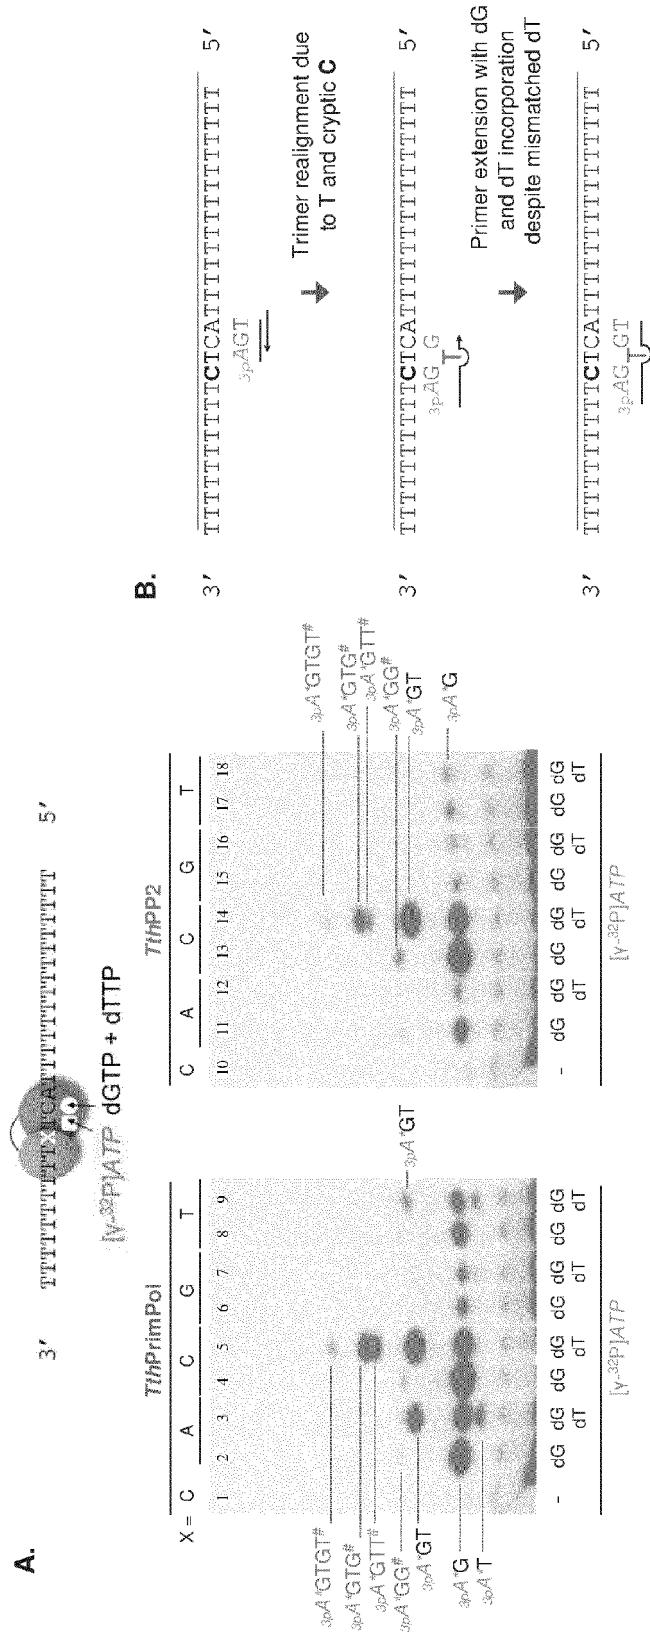 A.
3' TTTTTTTTTTXTCATTTTTTTTTTTTTTT 5'
[γ-³²P]ATP dGTP + dTTP
TthPrimPol
X = C A C G T
1 2 3 4 5 6 7 8 9
3pA*GTGT#
3pA*GTG#
3pA*GTT#
3pA*GG#
3pA*GT
3pA*G
3pA*T
3pA*GT
- dG dG dG dG dG dG dG dG
dT dT dT dT
[γ-³²P]ATP
TthPP2
C A C G T
10 11 12 13 14 15 16 17 18
3pA*GTGT#
3pA*GTG#
3pA*GTT#
3pA*GG#
3pA*GT
3pA*G
- dG dG dG dG dG dG dG dG
dT dT dT dT
[γ-³²P]ATP
B.
3' TTTTTTTTTTCTCATTTTTTTTTTTTTTT 5'
3pAGT
Trimer realignment due
to T and cryptic C
3' TTTTTTTTTTCTCATTTTTTTTTTTTTTT 5'
3pAG G
T
Primer extension with dG
and dT incorporation
despite mismatched dT
3' TTTTTTTTTTCTCATTTTTTTTTTTTTTT 5'
3pAG GT
T